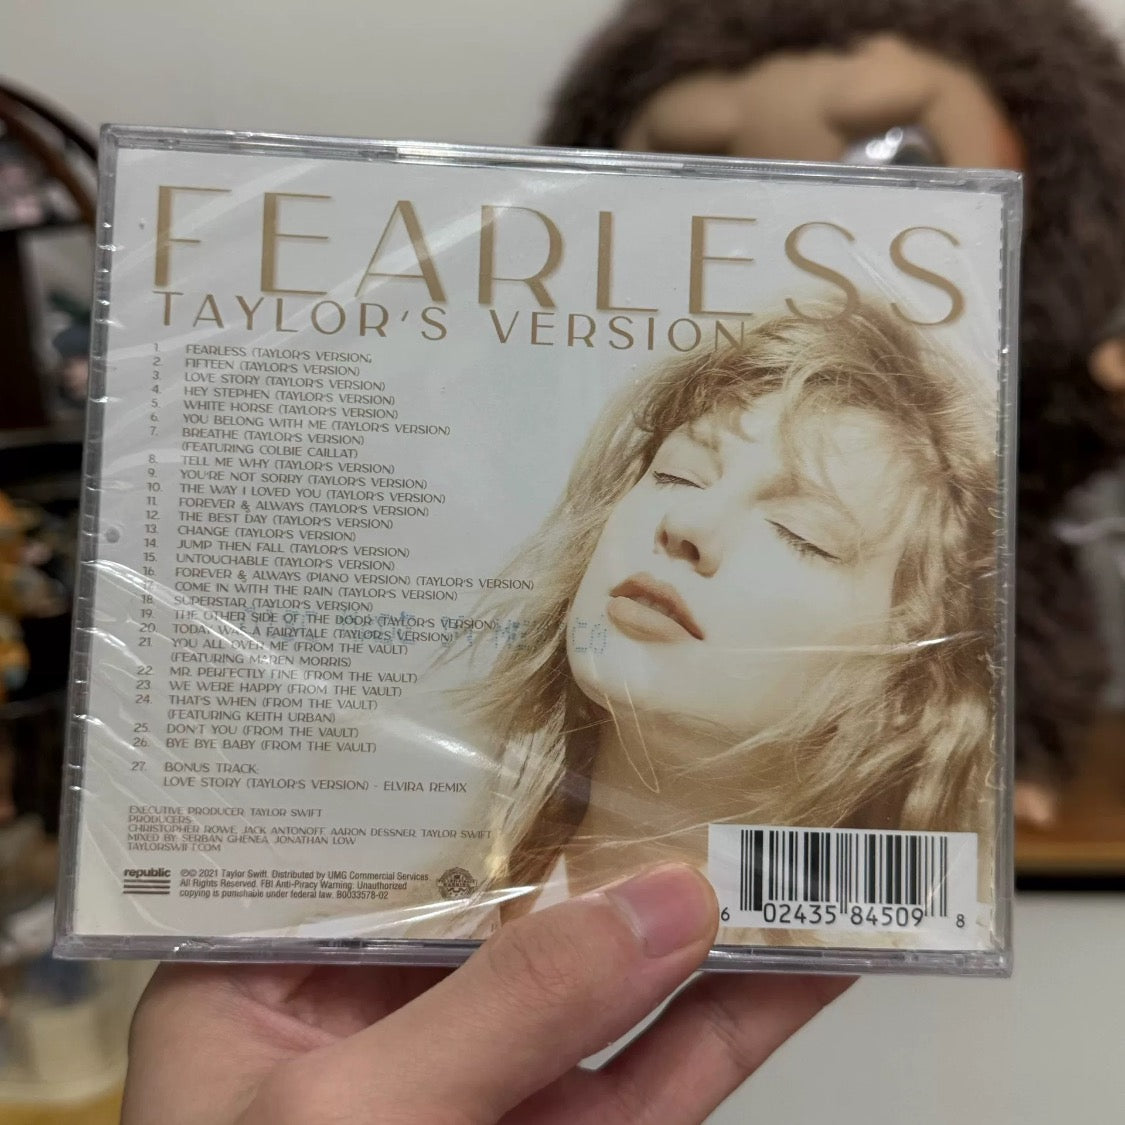 FEARLESS
TAYLOR'S VERSION
1. FEARLESS (TAYLOR'S VERSION)
2. FIFTEEN (TAYLOR'S VERSION)
3. LOVE STORY (TAYLOR'S VERSION)
4. HEY STEPHEN (TAYLOR'S VERSION)
5. WHITE HORSE (TAYLOR'S VERSION)
6. YOU BELONG WITH ME (TAYLOR'S VERSION)
7. BREATHE (TAYLOR'S VERSION)
(FEATURING COLBIE CAILLAT)
8. TELL ME WHY (TAYLOR'S VERSION)
9. YOU'RE NOT SORRY (TAYLOR'S VERSION)
10. THE WAY I LOVED YOU (TAYLOR'S VERSION)
11. FOREVER & ALWAYS (TAYLOR'S VERSION)
12. THE BEST DAY (TAYLOR'S VERSION)
13. CHANGE (TAYLOR'S VERSION)
14. JUMP THEN FALL (TAYLOR'S VERSION)
15. UNTOUCHABLE (TAYLOR'S VERSION)
16. FOREVER & ALWAYS (PIANO VERSION) (TAYLOR'S VERSION)
17. COME IN WITH THE RAIN (TAYLOR'S VERSION)
18. SUPERSTAR (TAYLOR'S VERSION)
19. THE OTHER SIDE OF THE DOOR (TAYLOR'S VERSION)
20. TODAY WAS A FAIRYTALE (TAYLOR'S VERSION)
21. YOU ALL OVER ME (FROM THE VAULT)
(FEATURING MAREN MORRIS)
22. MR. PERFECTLY FINE (FROM THE VAULT)
23. WE WERE HAPPY (FROM THE VAULT)
24. THAT'S WHEN (FROM THE VAULT)
(FEATURING KEITH URBAN)
25. DON'T YOU (FROM THE VAULT)
26. BYE BYE BABY (FROM THE VAULT)
27. BONUS TRACK:
LOVE STORY (TAYLOR'S VERSION) - ELVIRA REMIX
EXECUTIVE PRODUCER: TAYLOR SWIFT
PRODUCERS:
CHRISTOPHER ROWE, JACK ANTONOFF, AARON DESSNER, TAYLOR SWIFT
MIXED BY: SERBAN GHENEA, JONATHAN LOW
TAYLORSWIFT.COM
republic
℗© 2021 Taylor Swift. Distributed by UMG Commercial Services.
All Rights Reserved. FBI Anti-Piracy Warning: Unauthorized
copying is punishable under federal law. B0033578-02
6 02435 84509 8